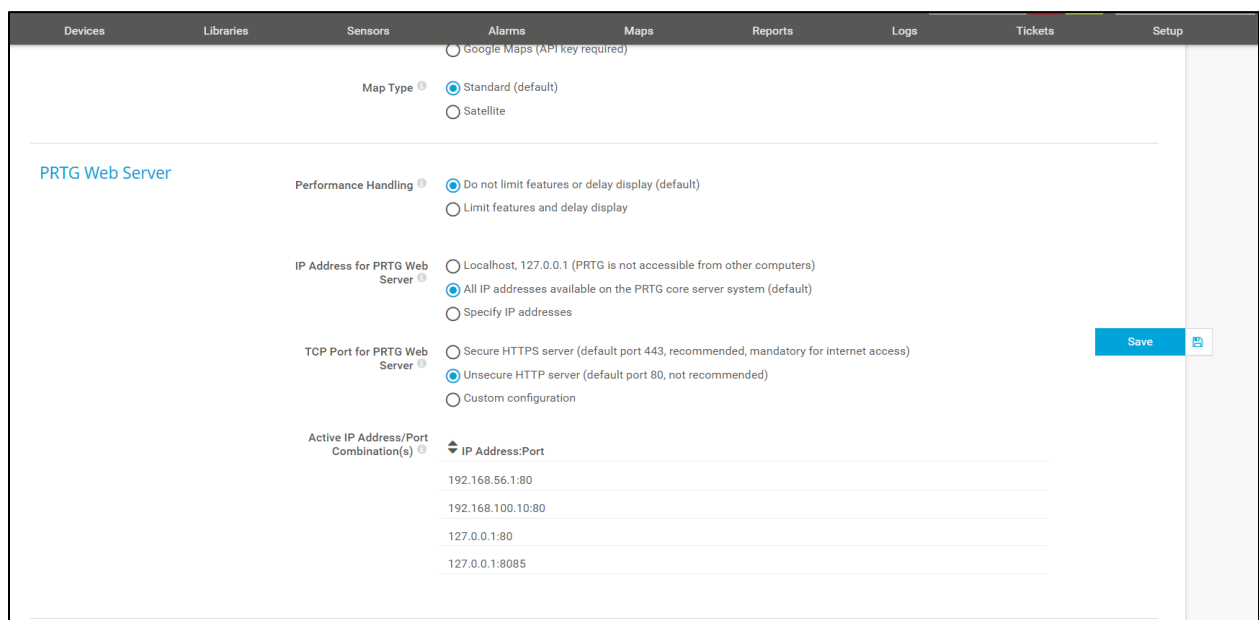 Devices Libraries Sensors Alarms Maps Reports Logs Tickets Setup
Google Maps (API key required)
Map Type Standard (default)
Satellite
PRTG Web Server
Performance Handling Do not limit features or delay display (default)
Limit features and delay display
IP Address for PRTG Web
Server
Localhost, 127.0.0.1 (PRTG is not accessible from other computers)
All IP addresses available on the PRTG core server system (default)
Specify IP addresses
Save
TCP Port for PRTG Web
Server
Secure HTTPS server (default port 443, recommended, mandatory for internet access)
Unsecure HTTP server (default port 80, not recommended)
Custom configuration
Active IP Address/Port
Combination(s)
IP Address:Port
192.168.56.1:80
192.168.100.10:80
127.0.0.1:80
127.0.0.1:8085